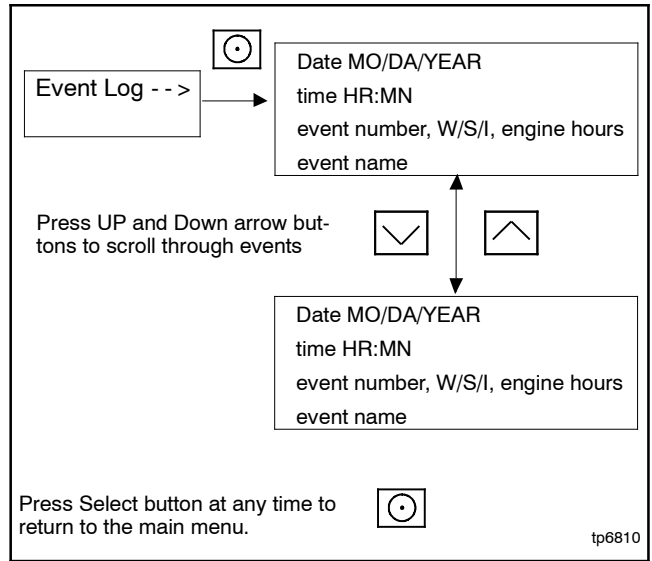 Event Log - - >
Date MO/DA/YEAR
time HR:MN
event number, W/S/I, engine hours
event name
Press UP and Down arrow but-
tons to scroll through events
Date MO/DA/YEAR
time HR:MN
event number, W/S/I, engine hours
event name
Press Select button at any time to
return to the main menu.
tp6810